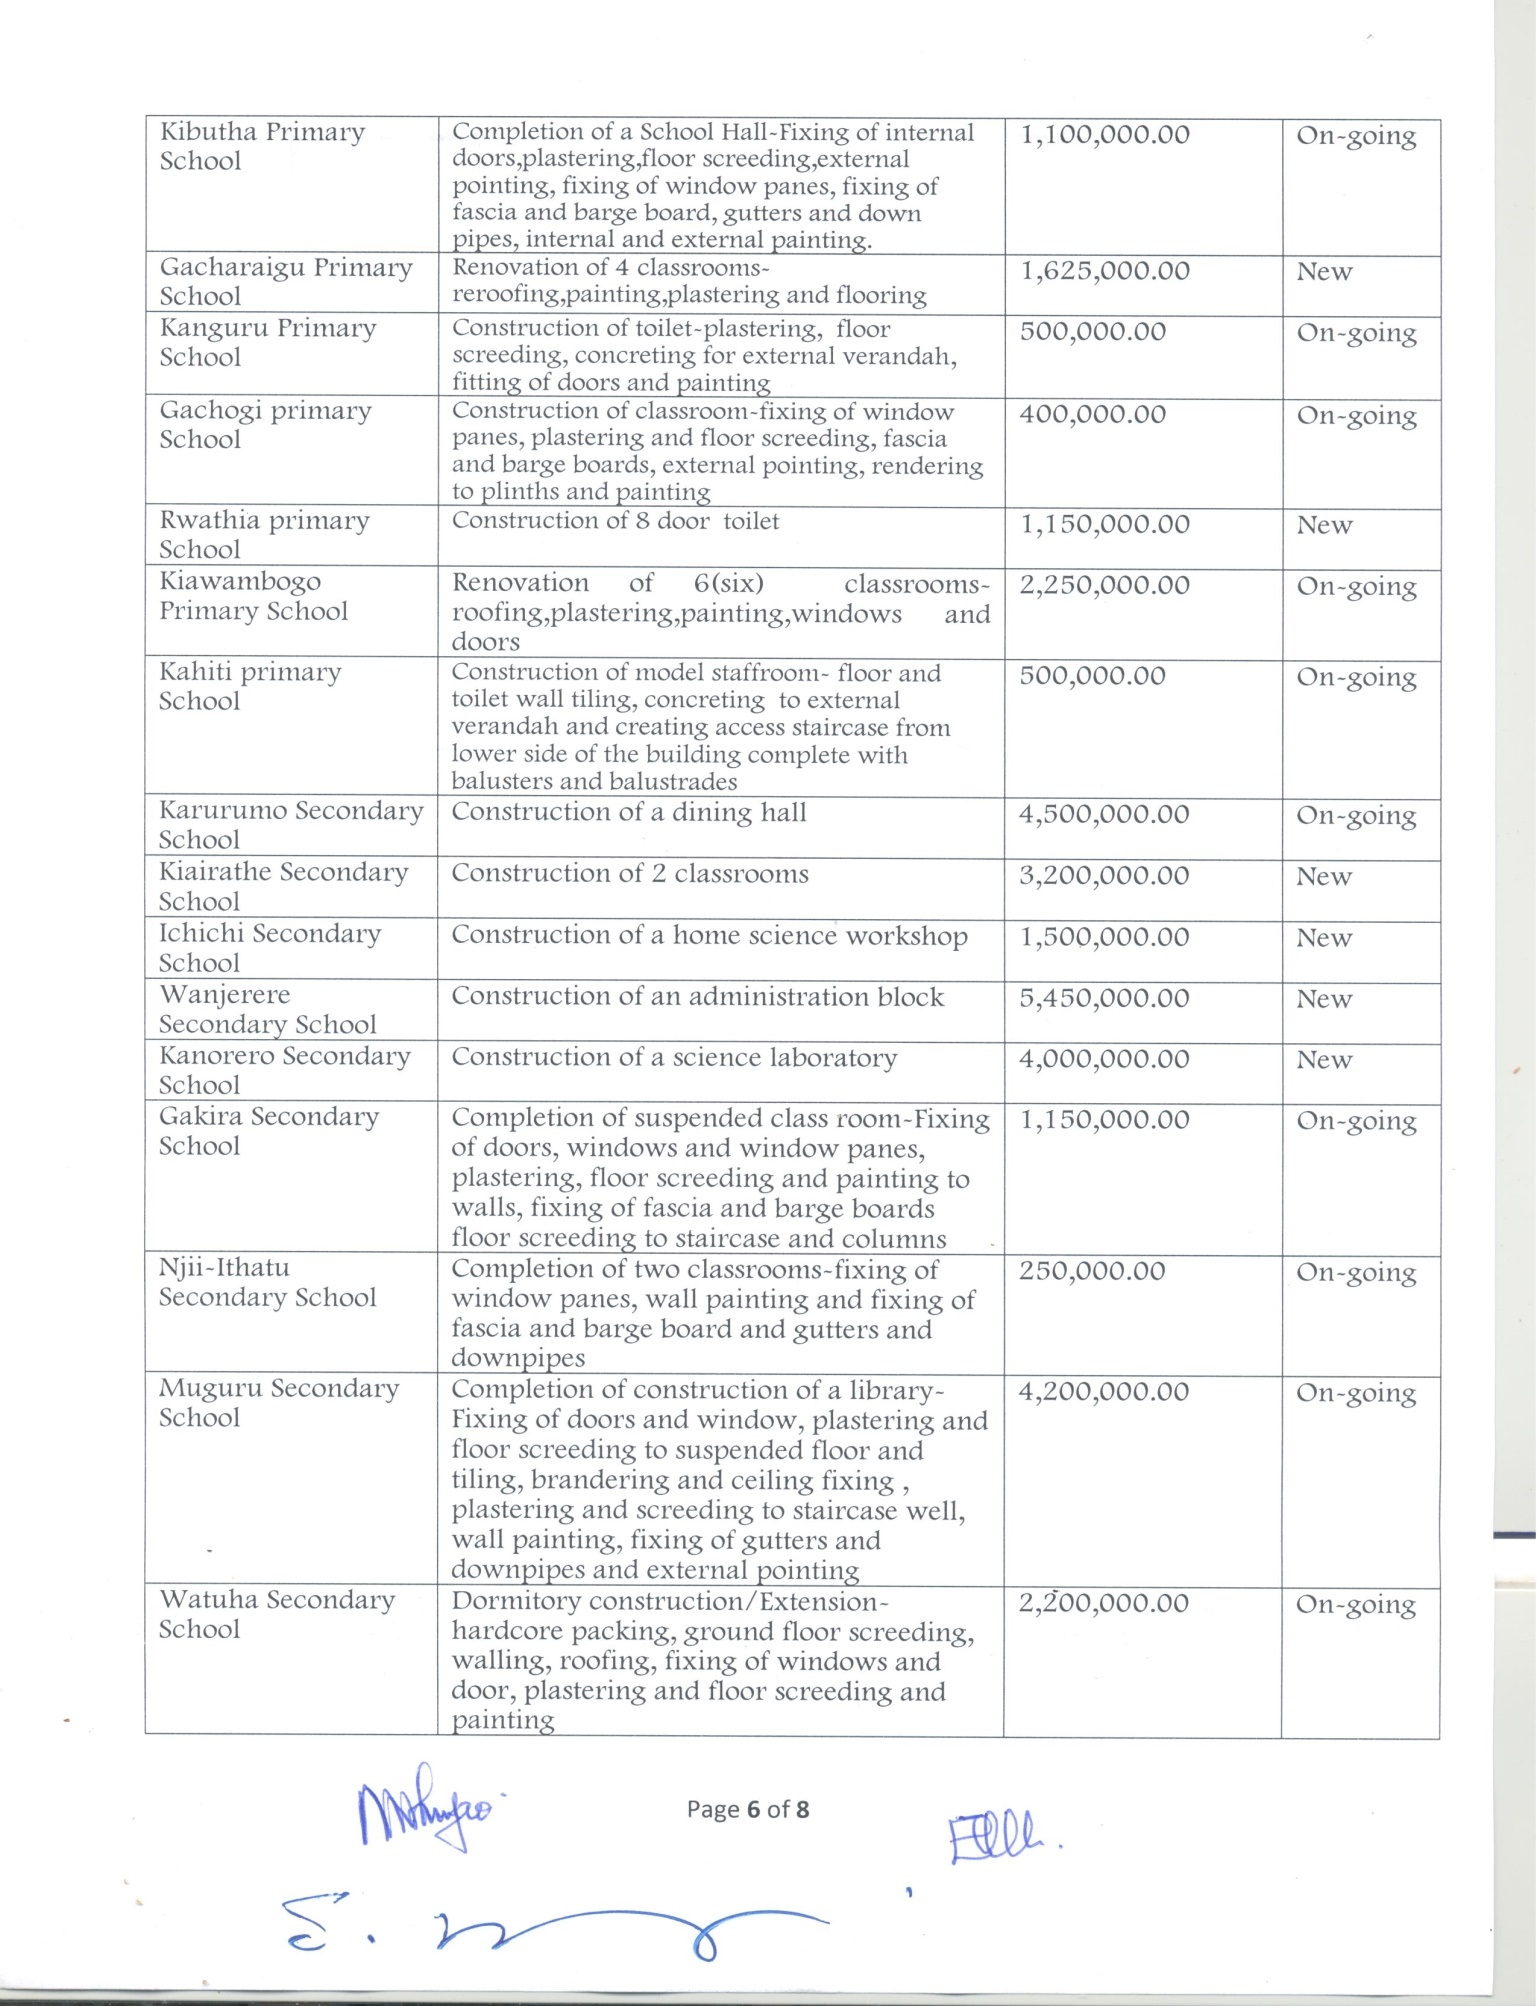 Kibutha Primary
School
Completion of a School Hall-Fixing of internal
doors,plastering,floor screeding,external
pointing, fixing of window panes, fixing of
fascia and barge board, gutters and down
pipes, internal and external painting.
1,100,000.00
On-going
Gacharaigu Primary
School
Renovation of 4 classrooms-
reroofing,painting,plastering and flooring
1,625,000.00
New
Kanguru Primary
School
Construction of toilet-plastering, floor
screeding, concreting for external verandah,
fitting of doors and painting
500,000.00
On-going
Gachogi primary
School
Construction of classroom-fixing of window
panes, plastering and floor screeding, fascia
and barge boards, external pointing, rendering
to plinths and painting
400,000.00
On-going
Rwathia primary
School
Construction of 8 door toilet
1,150,000.00
New
Kiawambogo
Primary School
Renovation of 6(six) classrooms-
roofing,plastering,painting,windows and
doors
2,250,000.00
On-going
Kahiti primary
School
Construction of model staffroom- floor and
toilet wall tiling, concreting to external
verandah and creating access staircase from
lower side of the building complete with
balusters and balustrades
500,000.00
On-going
Karurumo Secondary
School
Construction of a dining hall
4,500,000.00
On-going
Kiairathe Secondary
School
Construction of 2 classrooms
3,200,000.00
New
Ichichi Secondary
School
Construction of a home science workshop
1,500,000.00
New
Wanjerere
Secondary School
Construction of an administration block
5,450,000.00
New
Kanorero Secondary
School
Construction of a science laboratory
4,000,000.00
New
Gakira Secondary
School
Completion of suspended class room-Fixing
of doors, windows and window panes,
plastering, floor screeding and painting to
walls, fixing of fascia and barge boards
floor screeding to staircase and columns
1,150,000.00
On-going
Njii-Ithatu
Secondary School
Completion of two classrooms-fixing of
window panes, wall painting and fixing of
fascia and barge board and gutters and
downpipes
250,000.00
On-going
Muguru Secondary
School
Completion of construction of a library-
Fixing of doors and window, plastering and
floor screeding to suspended floor and
tiling, brandering and ceiling fixing ,
plastering and screeding to staircase well,
wall painting, fixing of gutters and
downpipes and external pointing
4,200,000.00
On-going
Watuha Secondary
School
Dormitory construction/Extension-
hardcore packing, ground floor screeding,
walling, roofing, fixing of windows and
door, plastering and floor screeding and
painting
2,200,000.00
On-going
Page 6 of 8